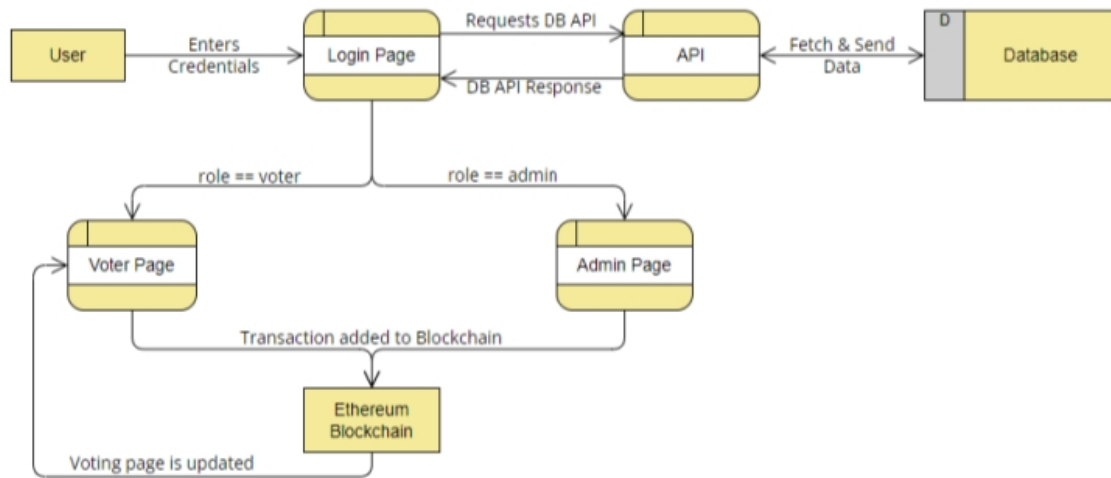 User
Enters
Credentials
Login Page
Requests DB API
DB API Response
API
Fetch & Send
Data
D
Database
role == voter
role == admin
Voter Page
Admin Page
Transaction added to Blockchain
Ethereum
Blockchain
Voting page is updated